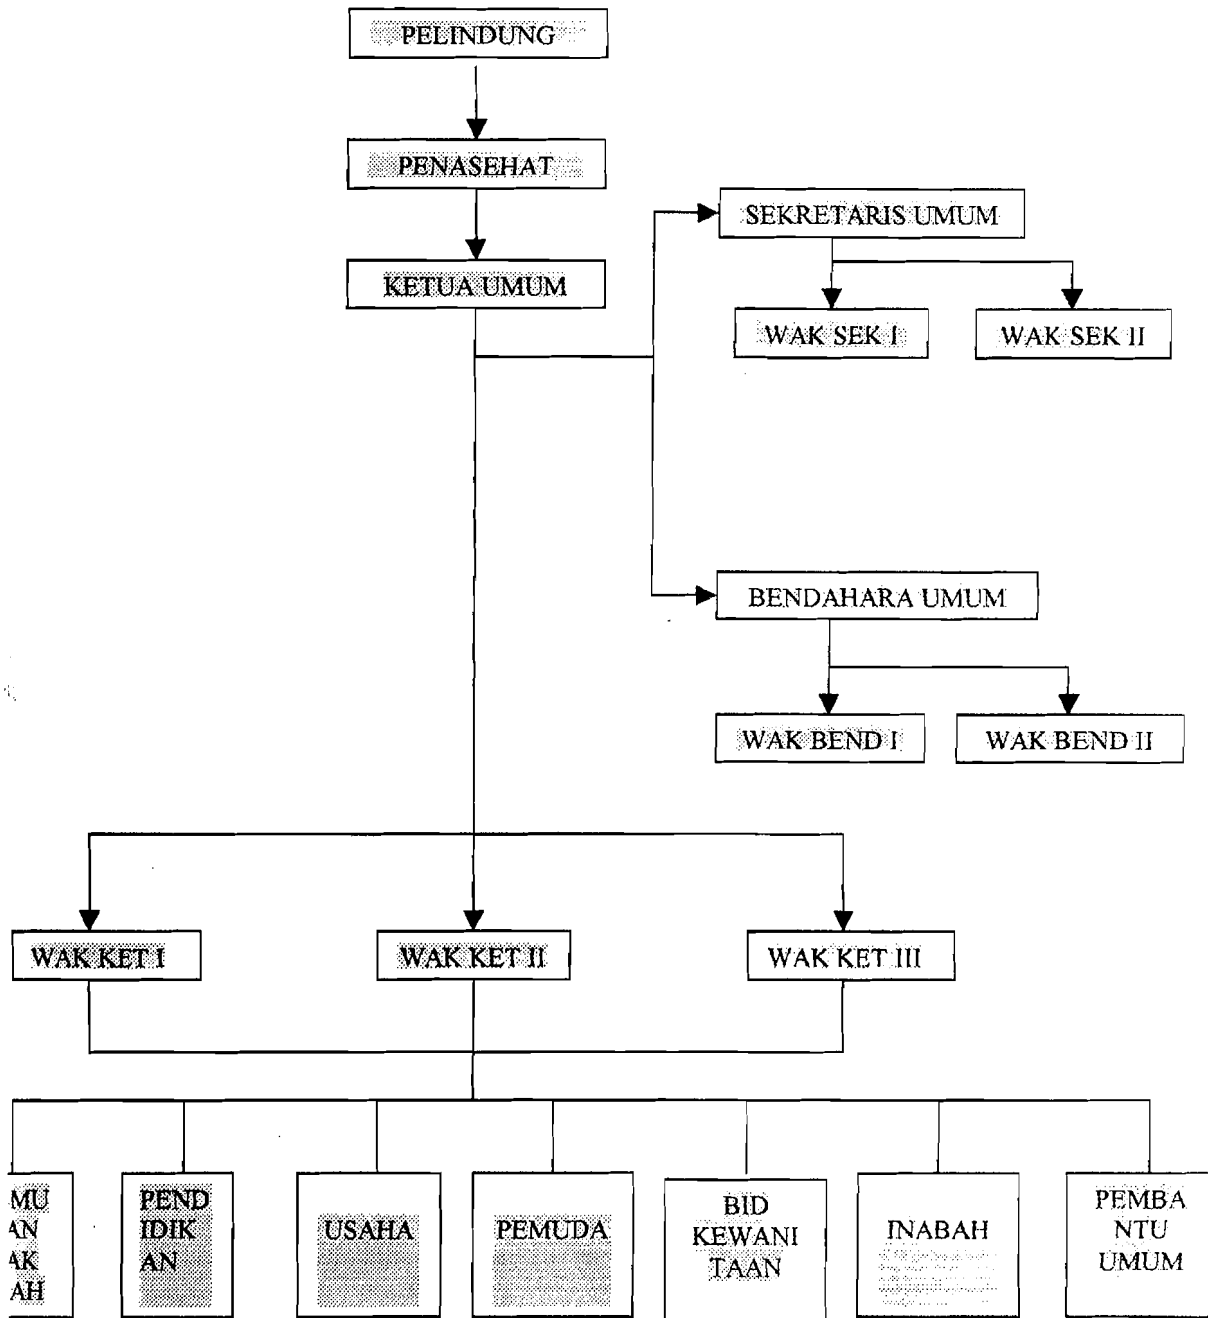 PELINDUNG
PENASEHAT
KETUA UMUM
SEKRETARIS UMUM
WAK SEK I
WAK SEK II
BENDAHARA UMUM
WAK BEND I
WAK BEND II
WAK KET I
WAK KET II
WAK KET III
MU
AN
AK
AH
PEND
IDIK
AN
USAHA
PEMUDA
BID
KEWANI
TAAN
INABAH
PEMBA
NTU
UMUM